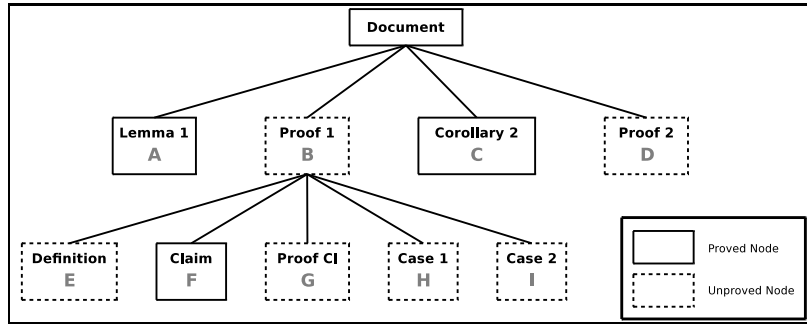 Document
Lemma 1
A
Proof 1
B
Corollary 2
C
Proof 2
D
Definition
E
Claim
F
Proof Cl
G
Case 1
H
Case 2
I
Proved Node
Unproved Node